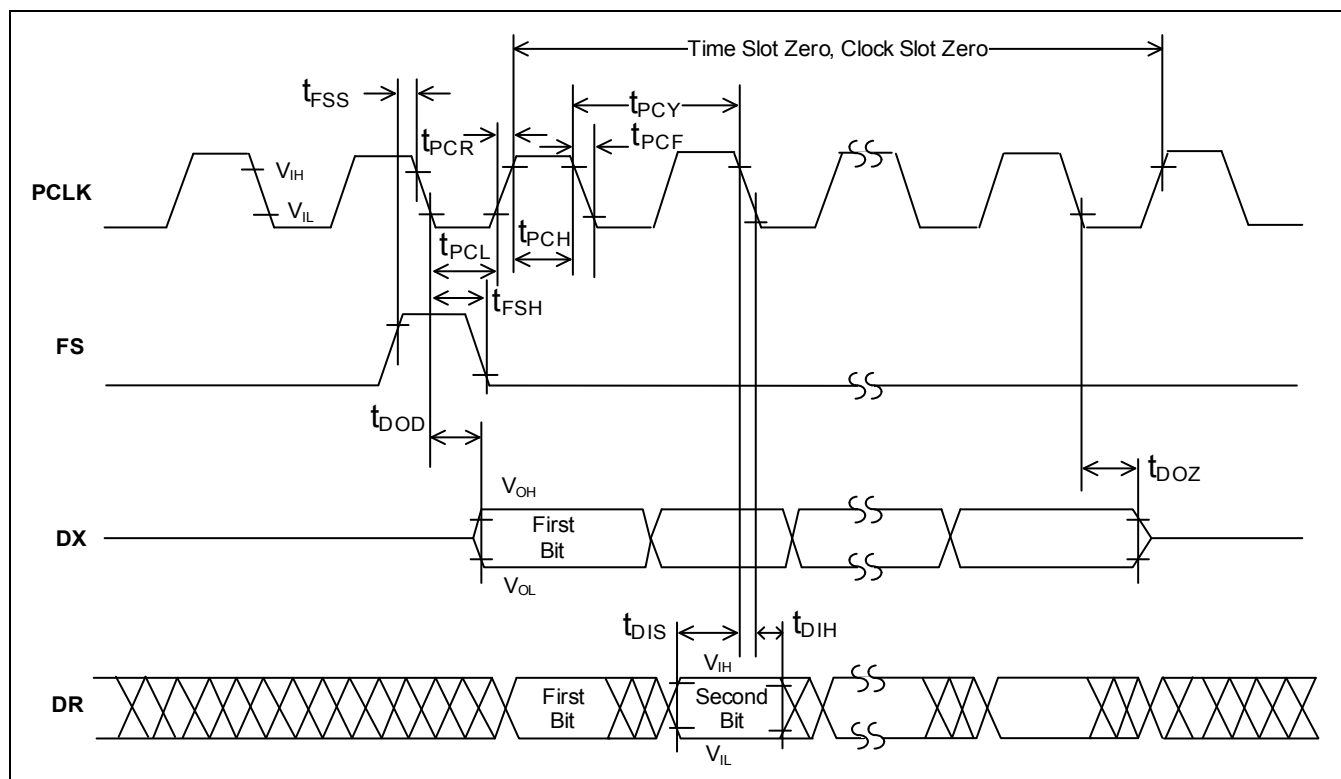 Time Slot Zero, Clock Slot Zero
tFSS
tPCY
tPCR
tPCF
VIH
PCLK
VIL
tPCL
tPCH
tFSH
FS
tDOD
tDOZ
VOH
DX
First
Bit
VOL
tDIS
tDIH
VIH
DR
First
Bit
Second
Bit
VIL